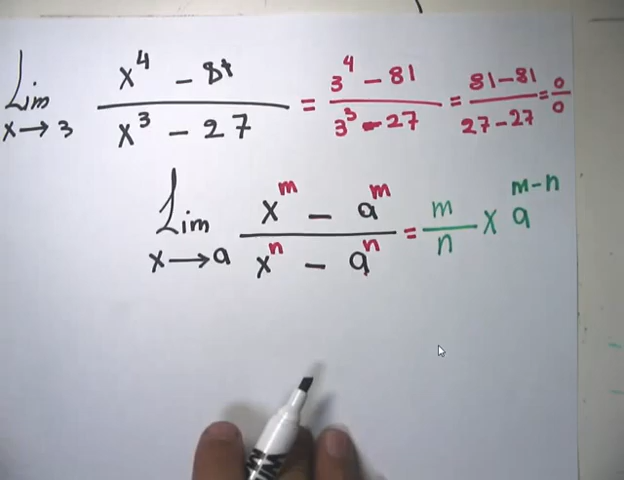 Lim x→3 (x^4 - 81)/(x^3 - 27) = (3^4 - 81)/(3^3 - 27) = (81-81)/(27-27) = 0/0
Lim x→a (x^m - a^m)/(x^n - a^n) = m/n × a^(m-n)